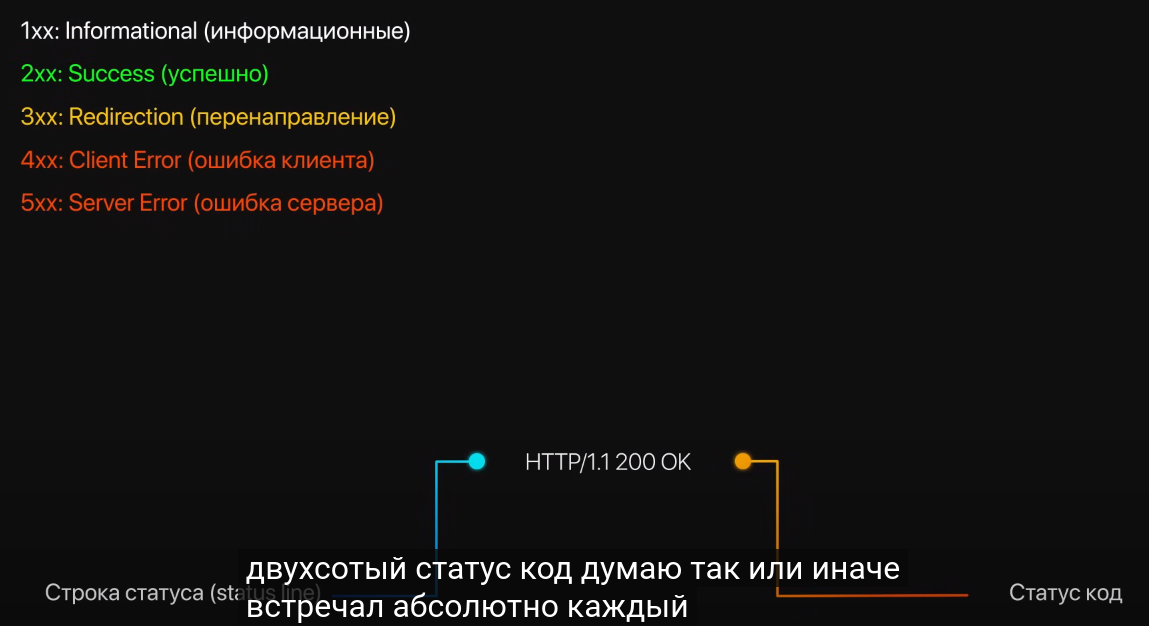 1xx: Informational (информационные)
2xx: Success (успешно)
3xx: Redirection (перенаправление)
4xx: Client Error (ошибка клиента)
5xx: Server Error (ошибка сервера)
HTTP/1.1 200 OK
Строка статуса (status line)
Статус код
двухсотый статус код думаю так или иначе
встречал абсолютно каждый